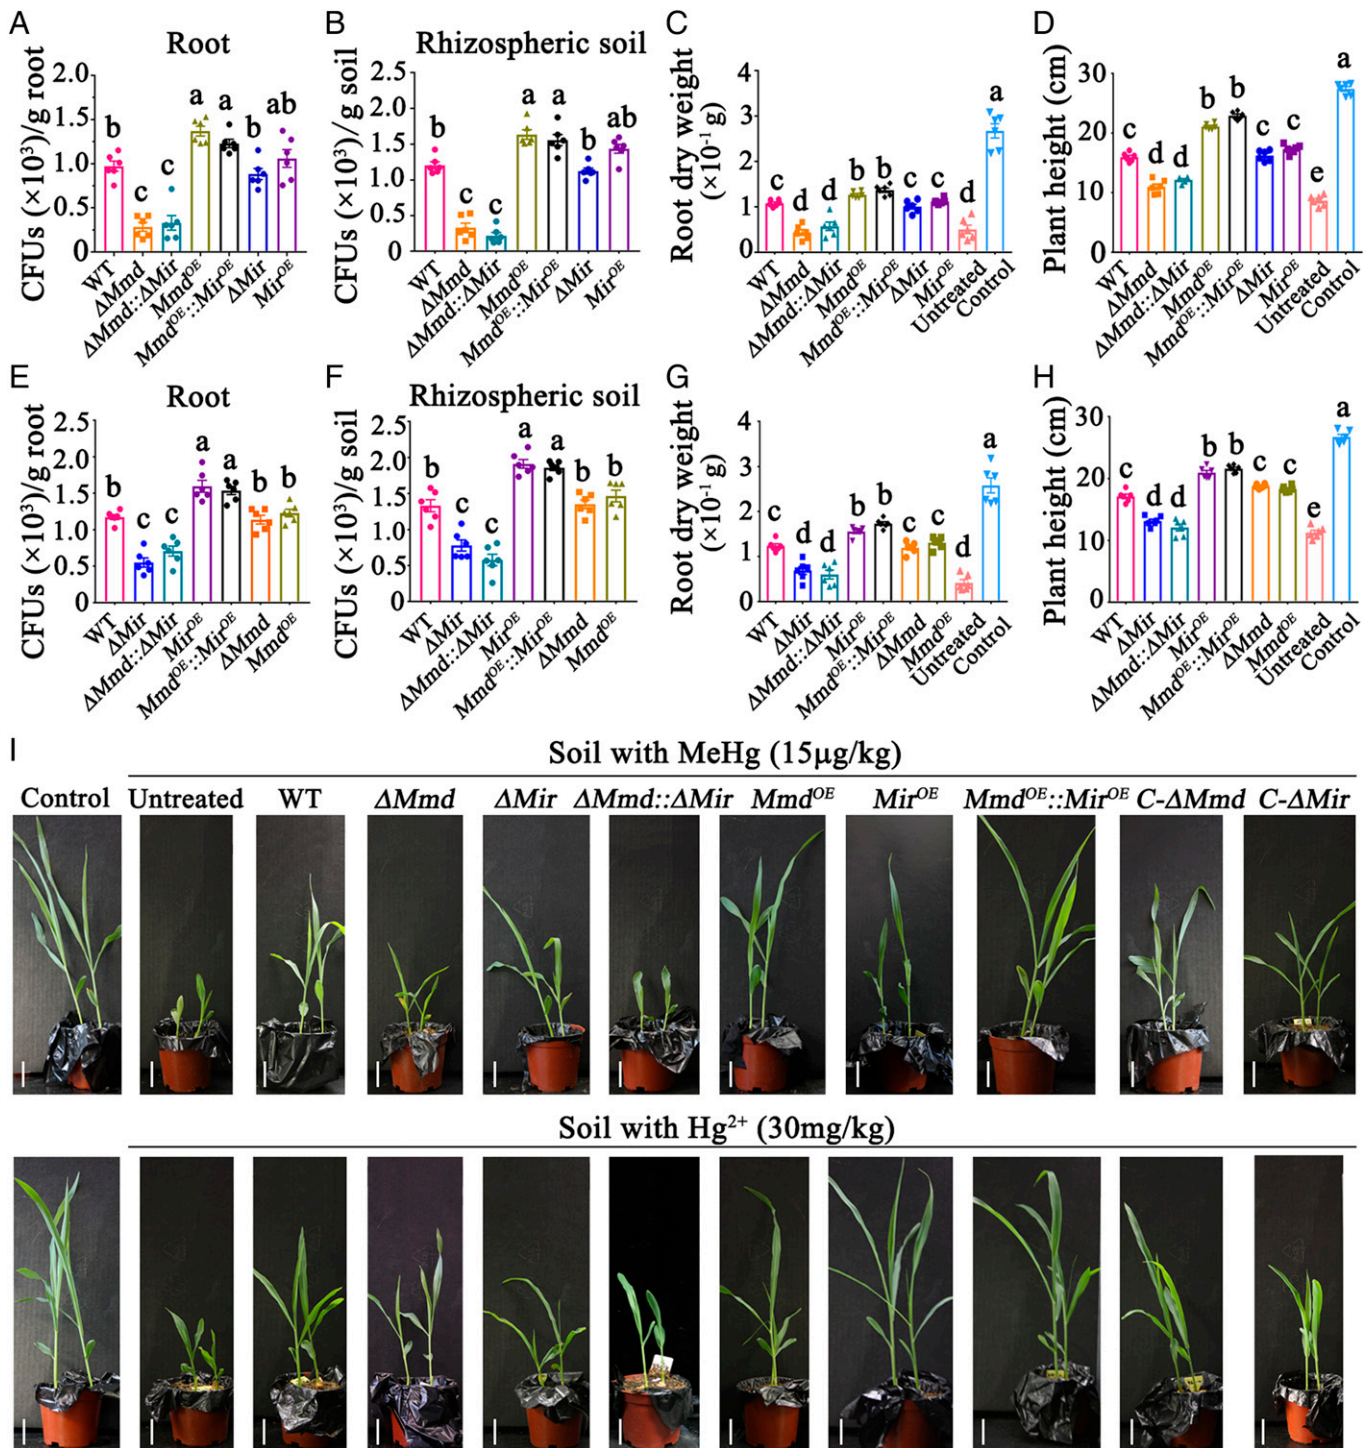 A
Root
CFUs (×10³)/g root
2.0
1.5
1.0
0.5
0
b
c
c
a
a
b
ab
WT
ΔMmd
ΔMmd::ΔMir
Mmd^OE
Mmd^OE::Mir^OE
ΔMir
Mir^OE
B
Rhizospheric soil
CFUs (×10³)/g soil
2.5
2.0
1.5
1.0
0.5
0
b
c
c
a
a
b
ab
WT
ΔMmd
ΔMmd::ΔMir
Mmd^OE
Mmd^OE::Mir^OE
ΔMir
Mir^OE
C
Root dry weight
(×10⁻¹ g)
4
3
2
1
0
c
d
d
b
b
c
c
d
a
WT
ΔMmd
ΔMmd::ΔMir
Mmd^OE
Mmd^OE::Mir^OE
ΔMir
Mir^OE
Untreated
Control
D
Plant height (cm)
30
20
10
0
c
d
d
b
b
c
c
e
a
WT
ΔMmd
ΔMmd::ΔMir
Mmd^OE
Mmd^OE::Mir^OE
ΔMir
Mir^OE
Untreated
Control
E
Root
CFUs (×10³)/g root
2.5
2.0
1.5
1.0
0.5
0
b
c
c
a
a
b
b
WT
ΔMir
ΔMmd::ΔMir
Mir^OE
Mmd^OE::Mir^OE
ΔMmd
Mmd^OE
F
Rhizospheric soil
CFUs (×10³)/g soil
2.5
2.0
1.5
1.0
0.5
0
b
c
c
a
a
b
b
WT
ΔMir
ΔMmd::ΔMir
Mir^OE
Mmd^OE::Mir^OE
ΔMmd
Mmd^OE
G
Root dry weight
(×10⁻¹ g)
4
3
2
1
0
c
d
d
b
b
c
c
d
a
WT
ΔMir
ΔMmd::ΔMir
Mir^OE
Mmd^OE::Mir^OE
ΔMmd
Mmd^OE
Untreated
Control
H
Plant height (cm)
30
20
10
0
c
d
d
b
b
c
c
e
a
WT
ΔMir
ΔMmd::ΔMir
Mir^OE
Mmd^OE::Mir^OE
ΔMmd
Mmd^OE
Untreated
Control
I
Soil with MeHg (15μg/kg)
Control Untreated WT ΔMmd ΔMir ΔMmd::ΔMir Mmd^OE Mir^OE Mmd^OE::Mir^OE C-ΔMmd C-ΔMir
Soil with Hg²⁺ (30mg/kg)